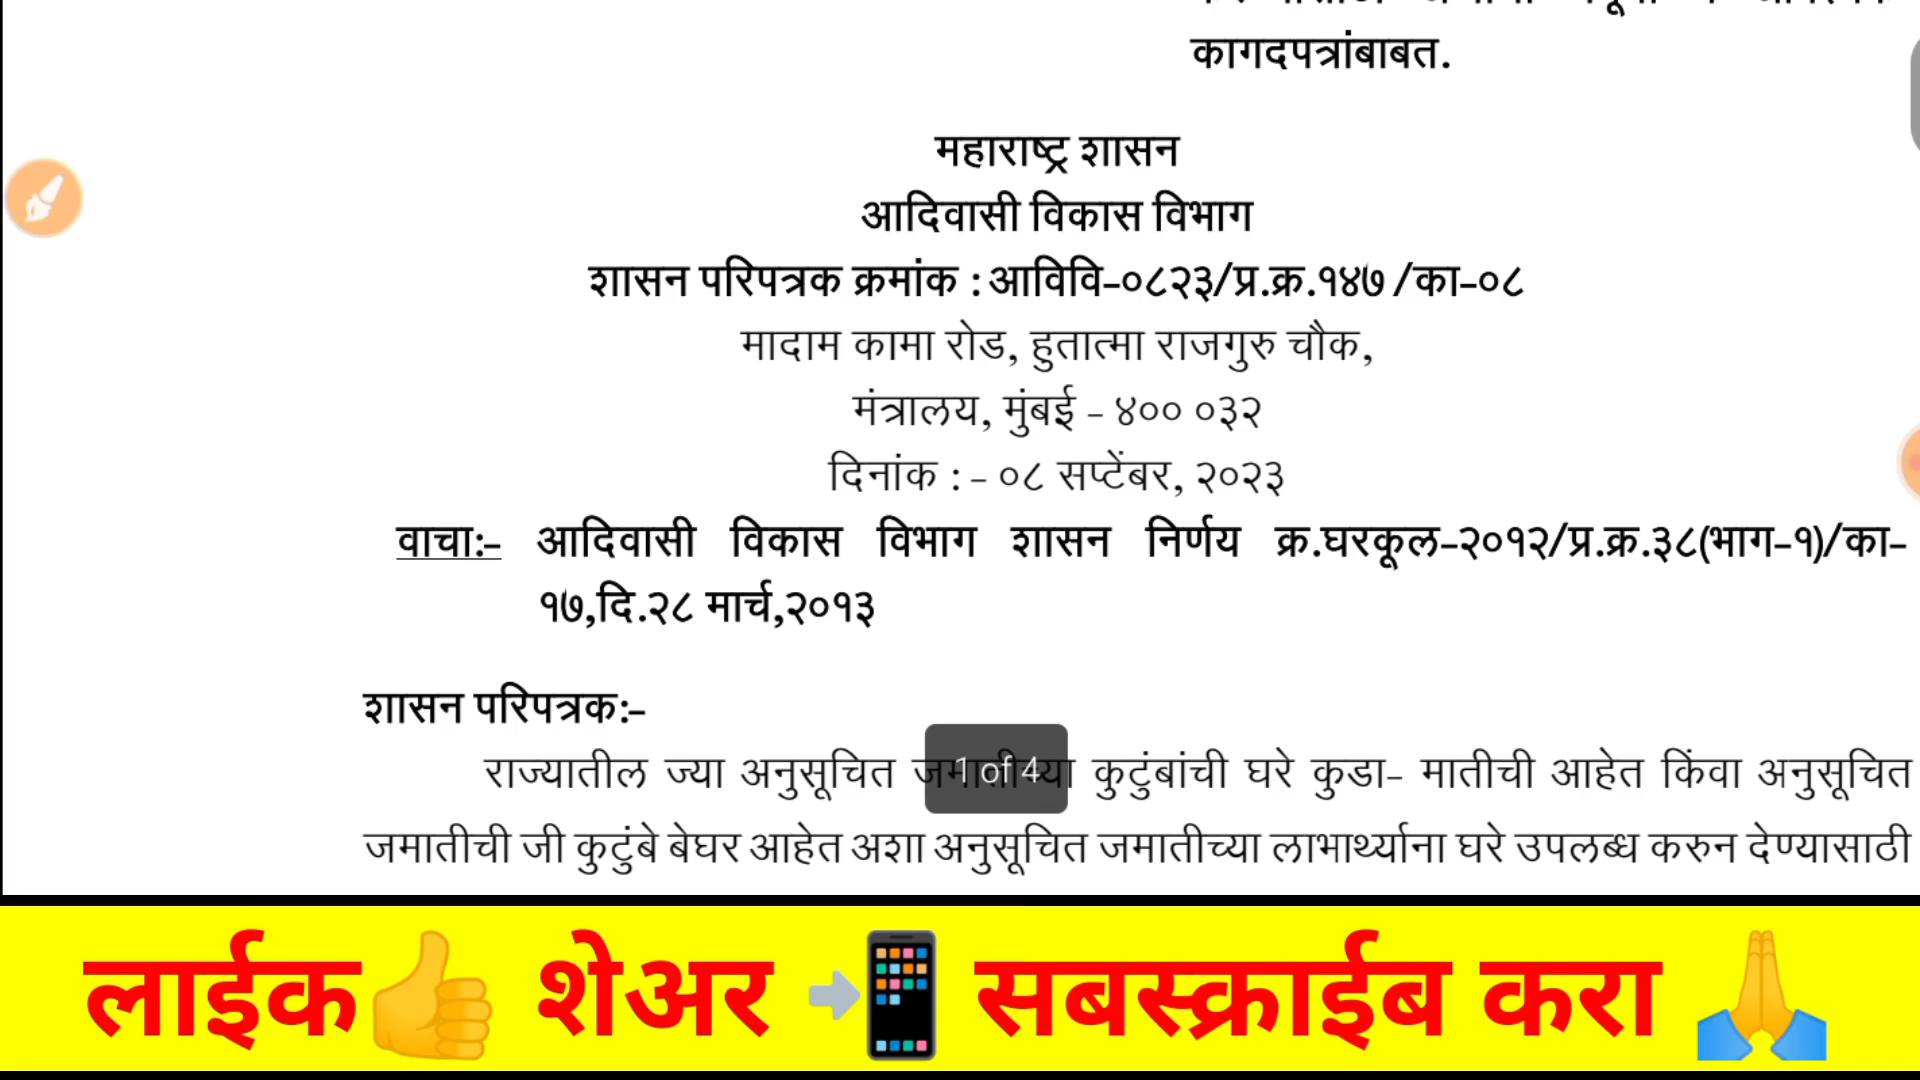 कागदपत्रांबाबत.
महाराष्ट्र शासन
आदिवासी विकास विभाग
शासन परिपत्रक क्रमांक : आविवि-०८२३/प्र.क्र.१४७ /का-०८
मादाम कामा रोड, हुतात्मा राजगुरु चौक,
मंत्रालय, मुंबई - ४०० ०३२
दिनांक : - ०८ सप्टेंबर, २०२३
वाचा:- आदिवासी विकास विभाग शासन निर्णय क्र.घरकूल-२०१२/प्र.क्र.३८(भाग-१)/का-
१७,दि.२८ मार्च,२०१३
शासन परिपत्रक:-
राज्यातील ज्या अनुसूचित जमातीच्या कुटुंबांची घरे कुडा- मातीची आहेत किंवा अनुसूचित
1 of 4
जमातीची जी कुटुंबे बेघर आहेत अशा अनुसूचित जमातीच्या लाभार्थ्यांना घरे उपलब्ध करुन देण्यासाठी
लाईक👍 शेअर 📲 सबस्क्राईब करा 🙏